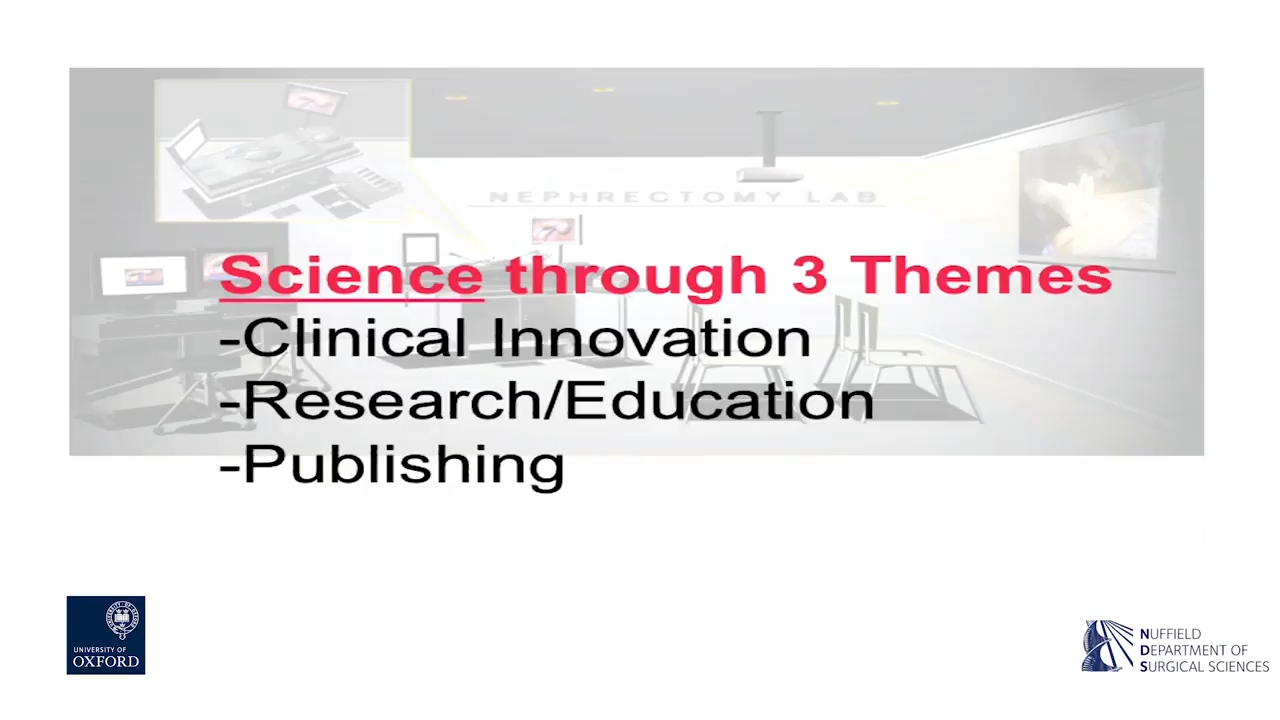 NEPHRECTOMY LAB
Science through 3 Themes
-Clinical Innovation
-Research/Education
-Publishing
UNIVERSITY OF
OXFORD
NUFFIELD
DEPARTMENT OF
SURGICAL SCIENCES